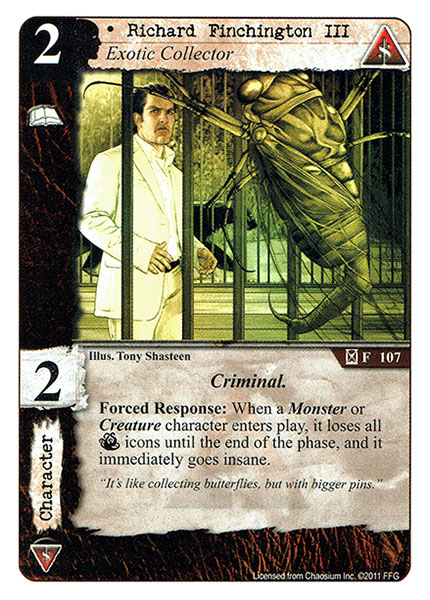 2
• Richard Finchington III
Exotic Collector
Illus. Tony Shasteen
F 107
2
Character
Criminal.
Forced Response: When a Monster or
Creature character enters play, it loses all
icons until the end of the phase, and it
immediately goes insane.
“It's like collecting butterflies, but with bigger pins.”
Licensed from Chaosium Inc. ©2011 FFG